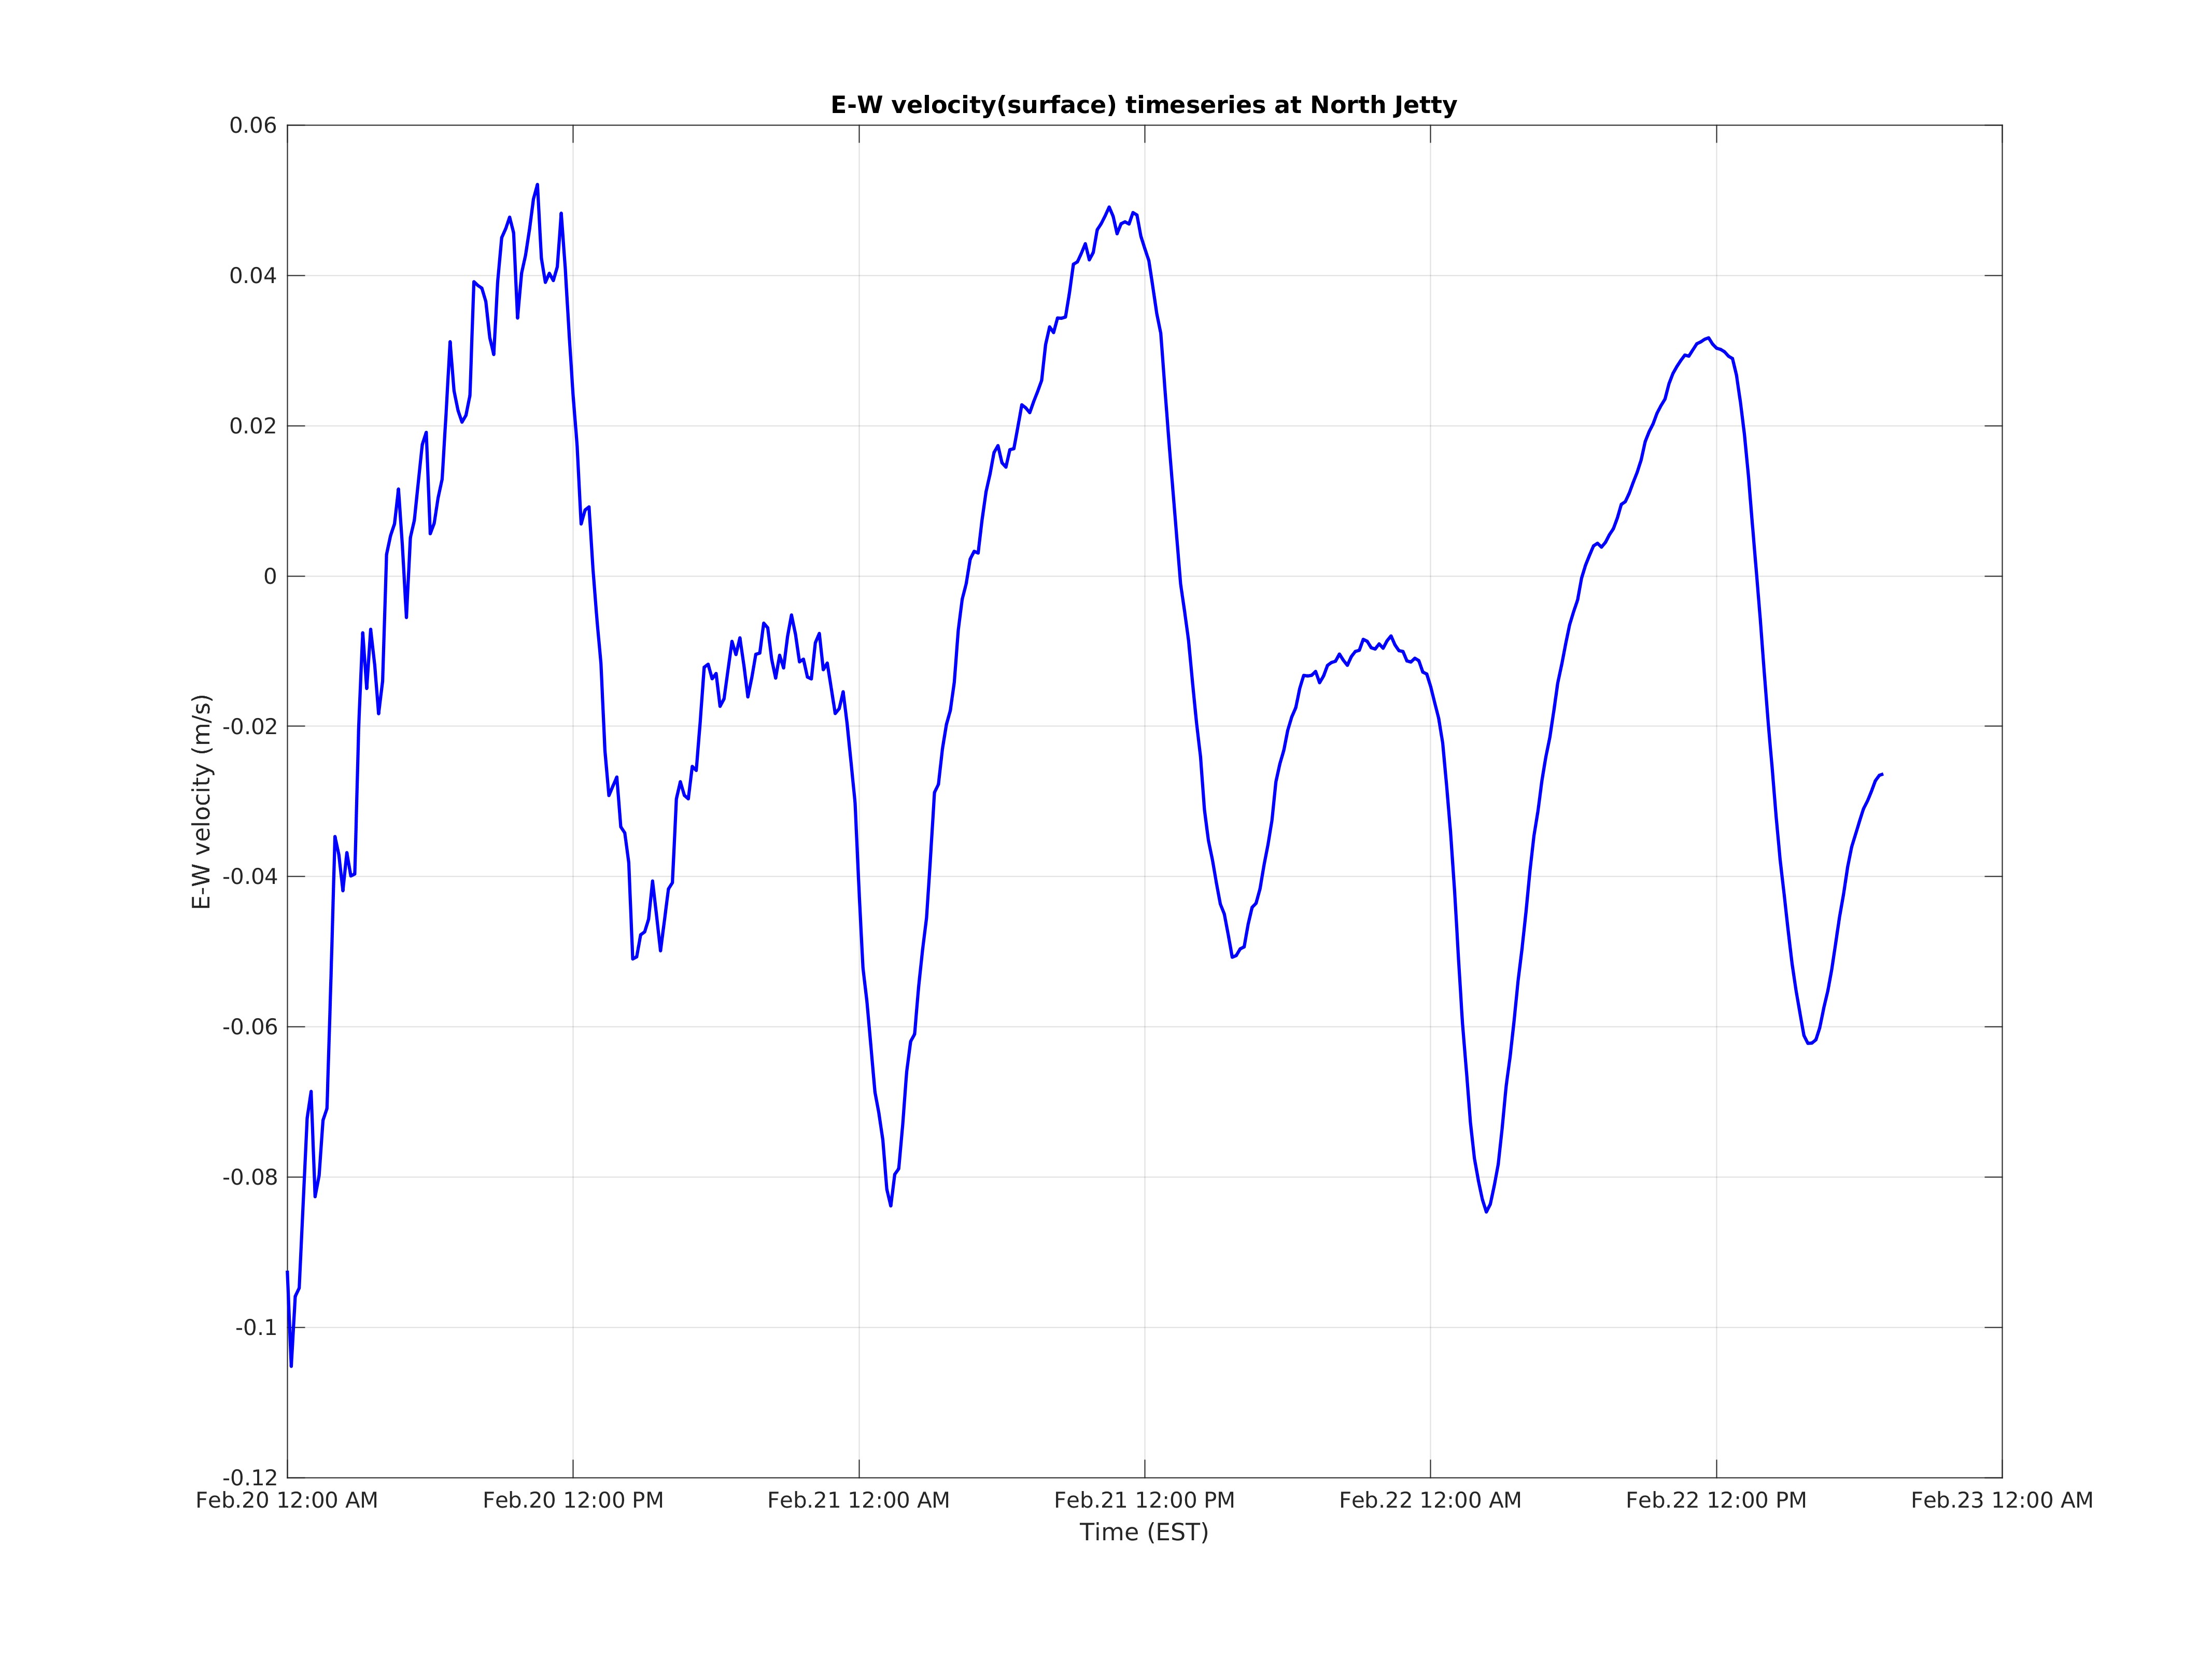 E-W velocity(surface) timeseries at North Jetty
0.06
0.04
0.02
0
-0.02
-0.04
-0.06
-0.08
-0.1
-0.12
E-W velocity (m/s)
Feb.20 12:00 AM Feb.20 12:00 PM Feb.21 12:00 AM Feb.21 12:00 PM Feb.22 12:00 AM Feb.22 12:00 PM Feb.23 12:00 AM
Time (EST)